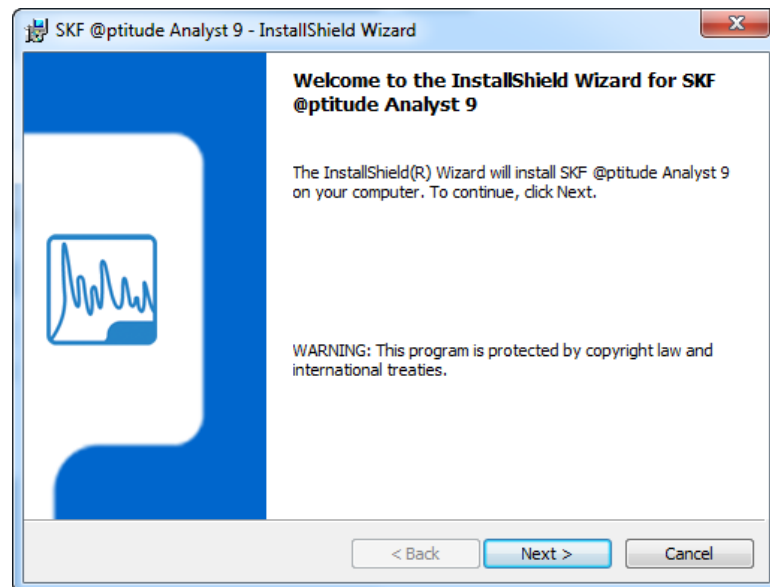 SKF @ptitude Analyst 9 - InstallShield Wizard
Welcome to the InstallShield Wizard for SKF
@ptitude Analyst 9
The InstallShield(R) Wizard will install SKF @ptitude Analyst 9
on your computer. To continue, click Next.
WARNING: This program is protected by copyright law and
international treaties.
< Back
Next >
Cancel